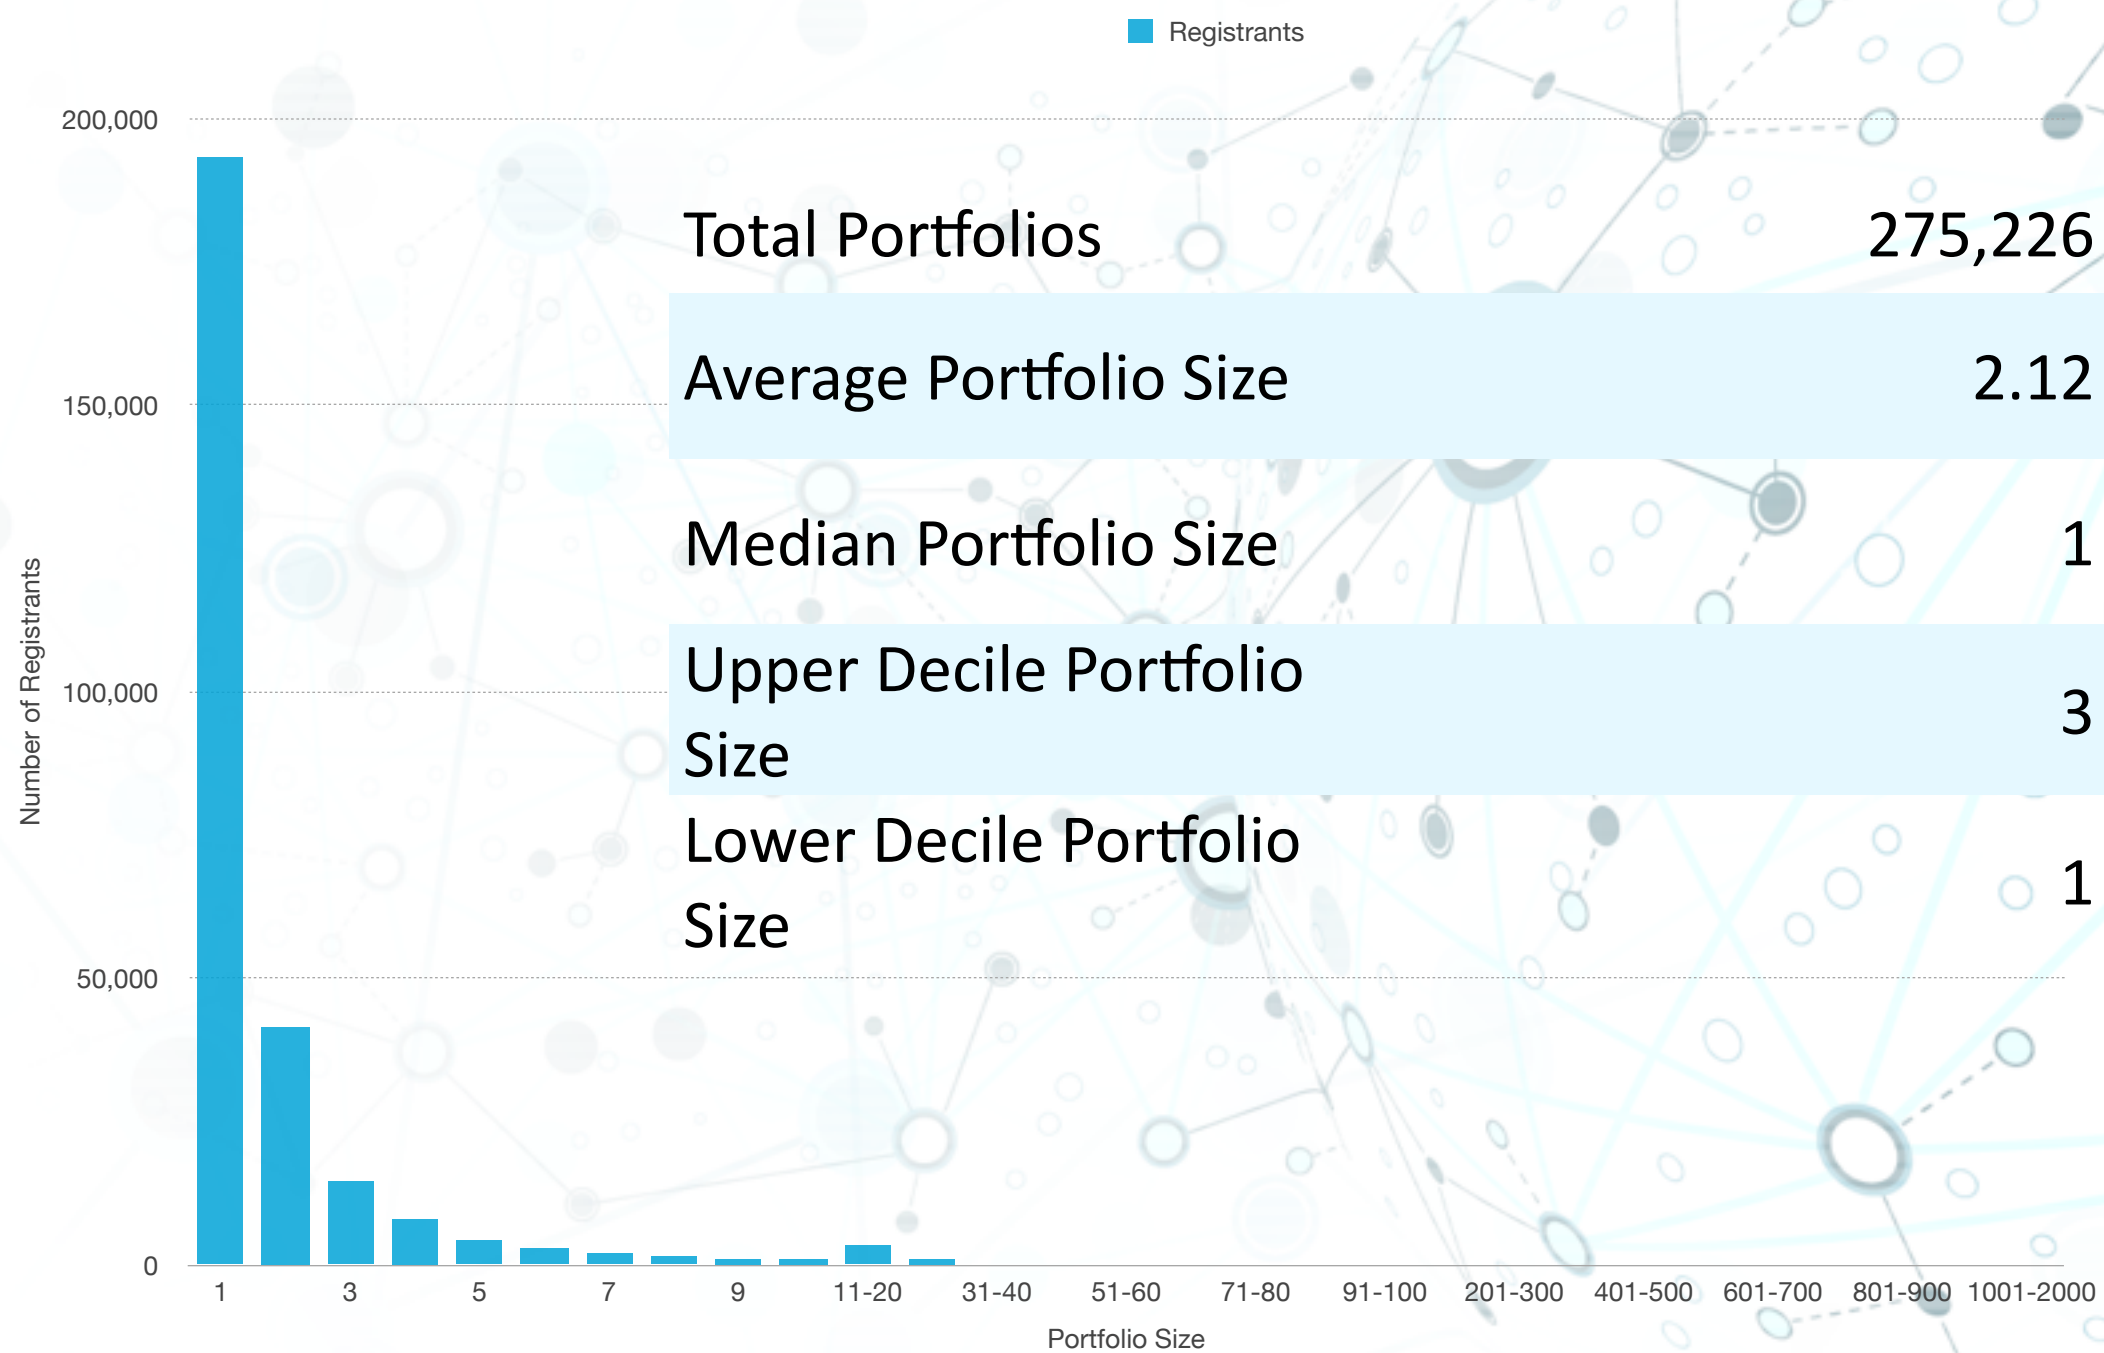 Registrants
200,000
150,000
100,000
50,000
0
Number of Registrants
Total Portfolios 275,226
Average Portfolio Size 2.12
Median Portfolio Size 1
Upper Decile Portfolio
Size 3
Lower Decile Portfolio
Size 1
1 3 5 7 9 11-20 31-40 51-60 71-80 91-100 201-300 401-500 601-700 801-900 1001-2000
Portfolio Size